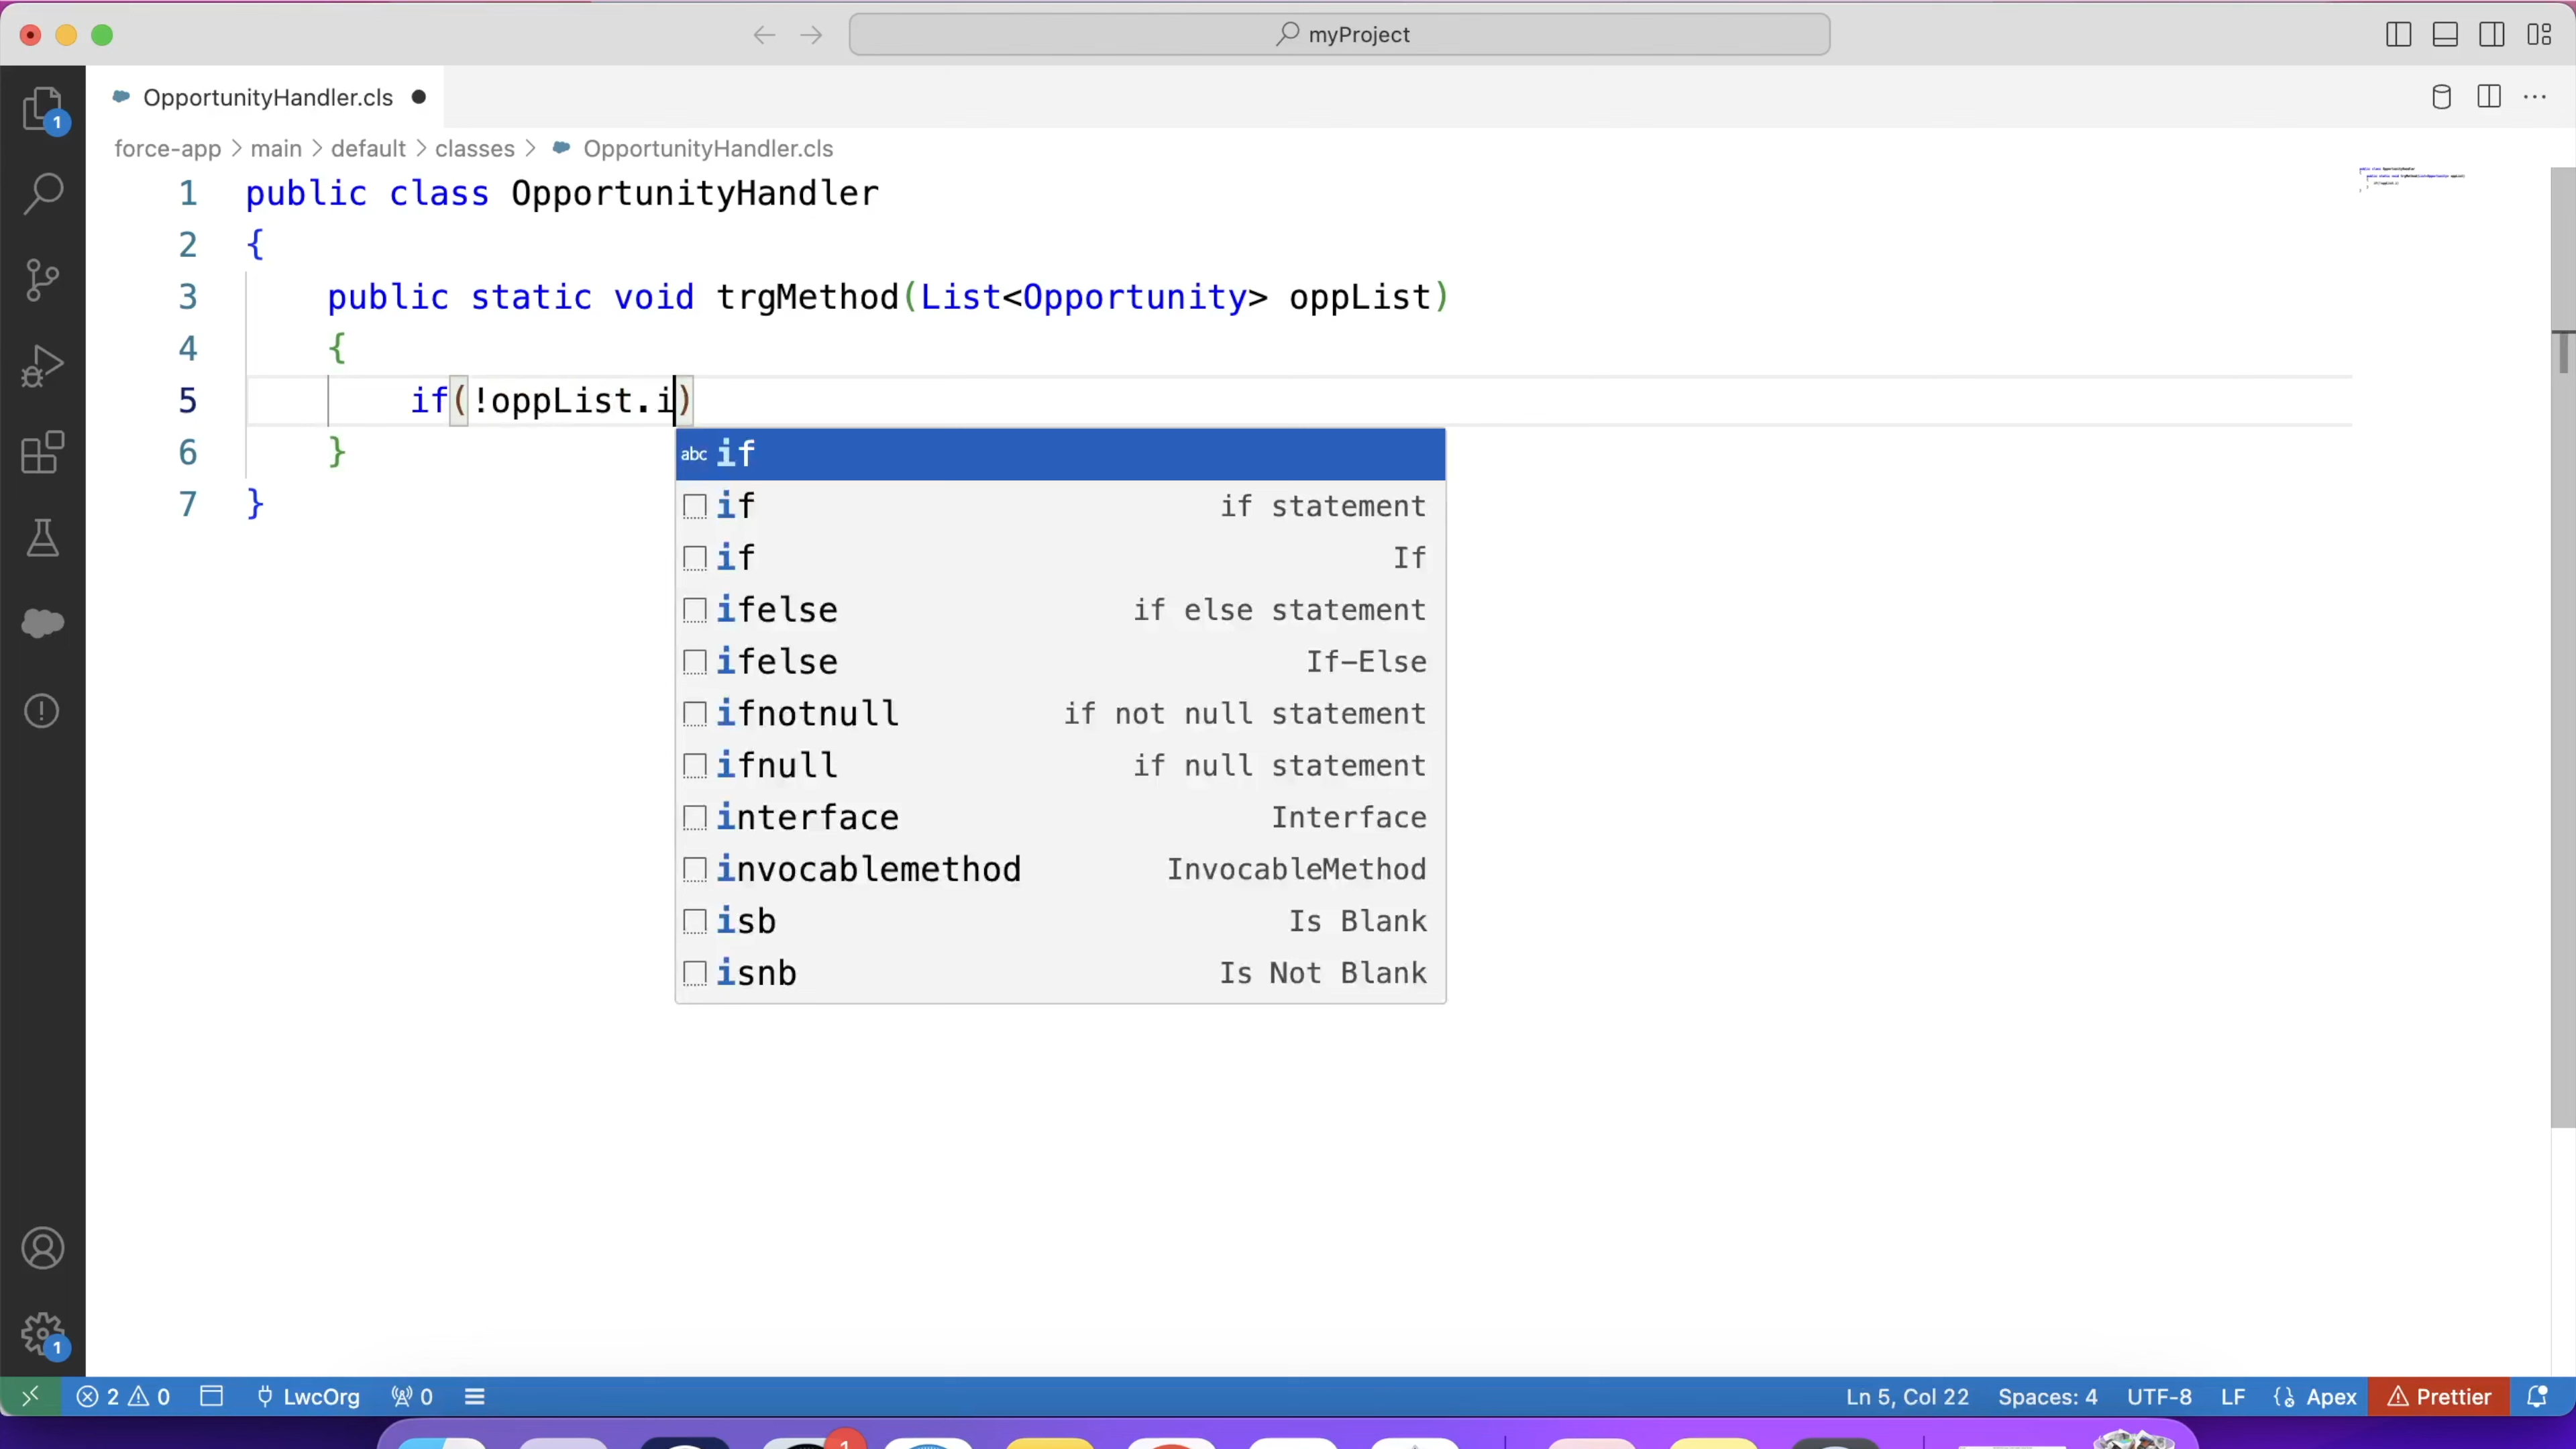 myProject
OpportunityHandler.cls
force-app > main > default > classes > OpportunityHandler.cls
1 public class OpportunityHandler
2 {
3 public static void trgMethod(List<Opportunity> oppList)
4 {
5 if(!oppList.i)
6 }
7 }
abc if
if if statement
if If
ifelse if else statement
ifelse If-Else
ifnotnull if not null statement
ifnull if null statement
interface Interface
invocablemethod InvocableMethod
isb Is Blank
isnb Is Not Blank
1
1
2 0 LwcOrg 0 Ln 5, Col 22 Spaces: 4 UTF-8 LF Apex Prettier
1